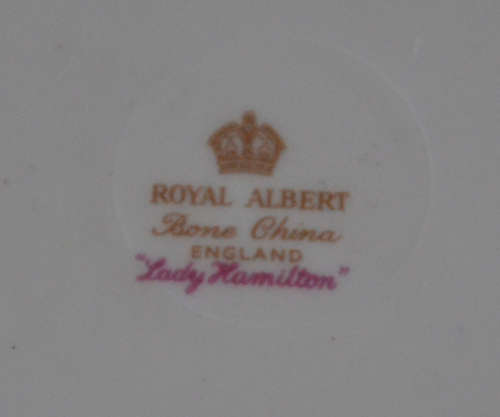 ROYAL ALBERT
Bone China
ENGLAND
"Lady Hamilton"